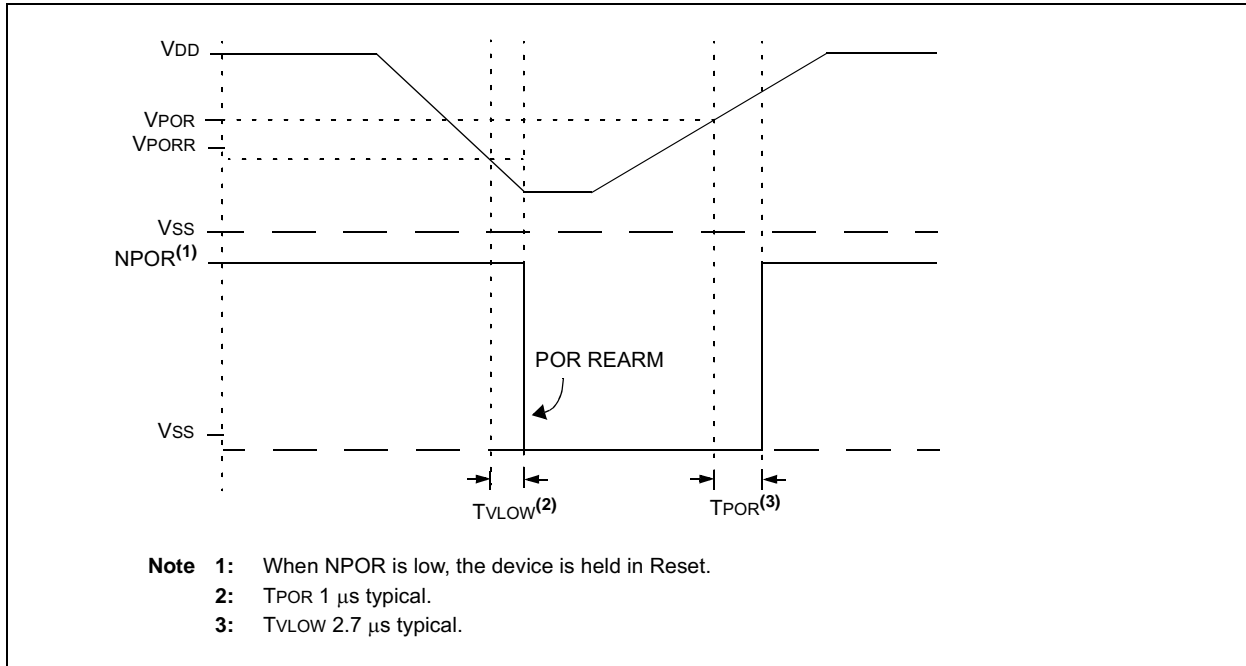 VDD
VPOR
VPORR
VSS
NPOR(1)
POR REARM
VSS
TVLOW(2)
TPOR(3)
Note 1: When NPOR is low, the device is held in Reset.
2: TPOR 1 μs typical.
3: TVLOW 2.7 μs typical.